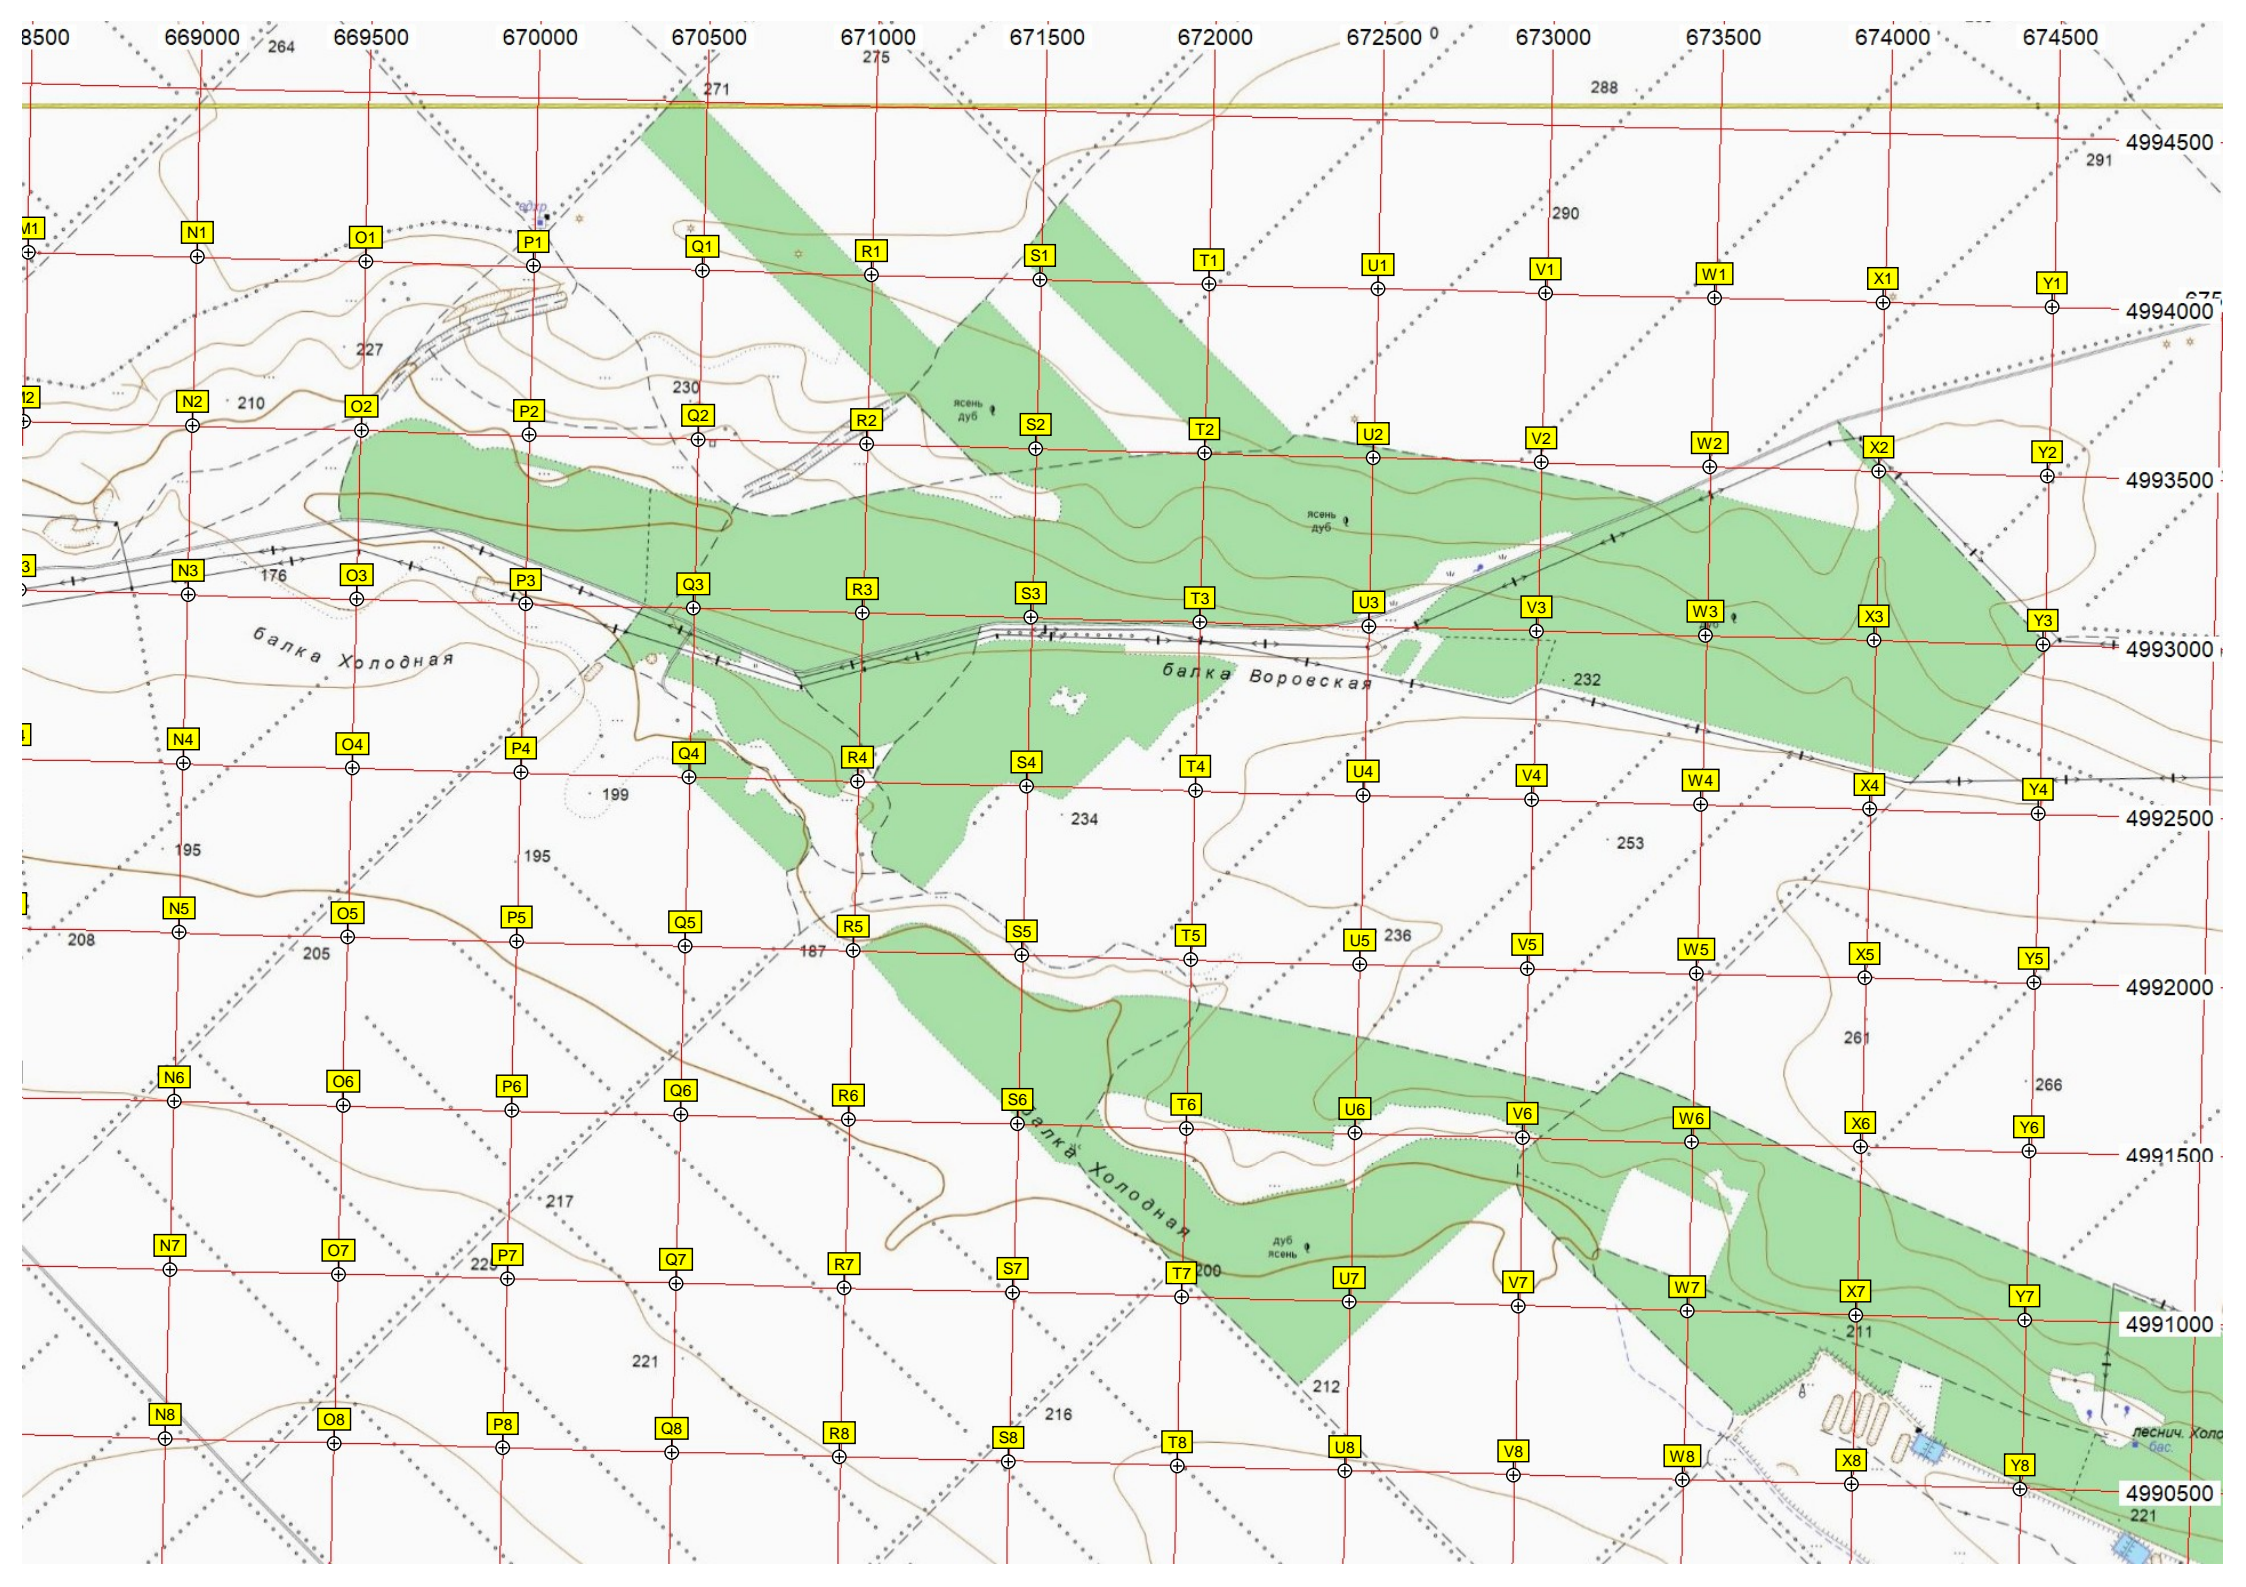 8500 669000 669500 670000 670500 671000 671500 672000 672500 0 673000 673500 674000 674500
264 275
271 288
4994500
291
вдхр.
290
M1 N1 O1 P1 Q1 R1 S1 T1 U1 V1 W1 X1 Y1
4994000
227
230
210
ясень
дуб
N2 O2 P2 Q2 R2 S2 T2 U2 V2 W2 X2 Y2
4993500
ясень
дуб
176
3 N3 O3 P3 Q3 R3 S3 T3 U3 V3 W3 X3 Y3
дуб
4993000
балка Холодная
балка Воровская
232
N4 O4 P4 Q4 R4 S4 T4 U4 V4 W4 X4 Y4
199
234
4992500
253
195 195
N5 O5 P5 Q5 R5 S5 T5 U5 V5 W5 X5 Y5
208 205 187 236
4992000
261
266
N6 O6 P6 Q6 R6 S6 T6 U6 V6 W6 X6 Y6
4991500
балка Холодная
217
дуб
ясень
N7 O7 P7 Q7 R7 S7 T7 U7 V7 W7 X7 Y7
200
4991000
211
221
212
216
N8 O8 P8 Q8 R8 S8 T8 U8 V8 W8 X8 Y8
леснич. Холо
бас.
4990500
221